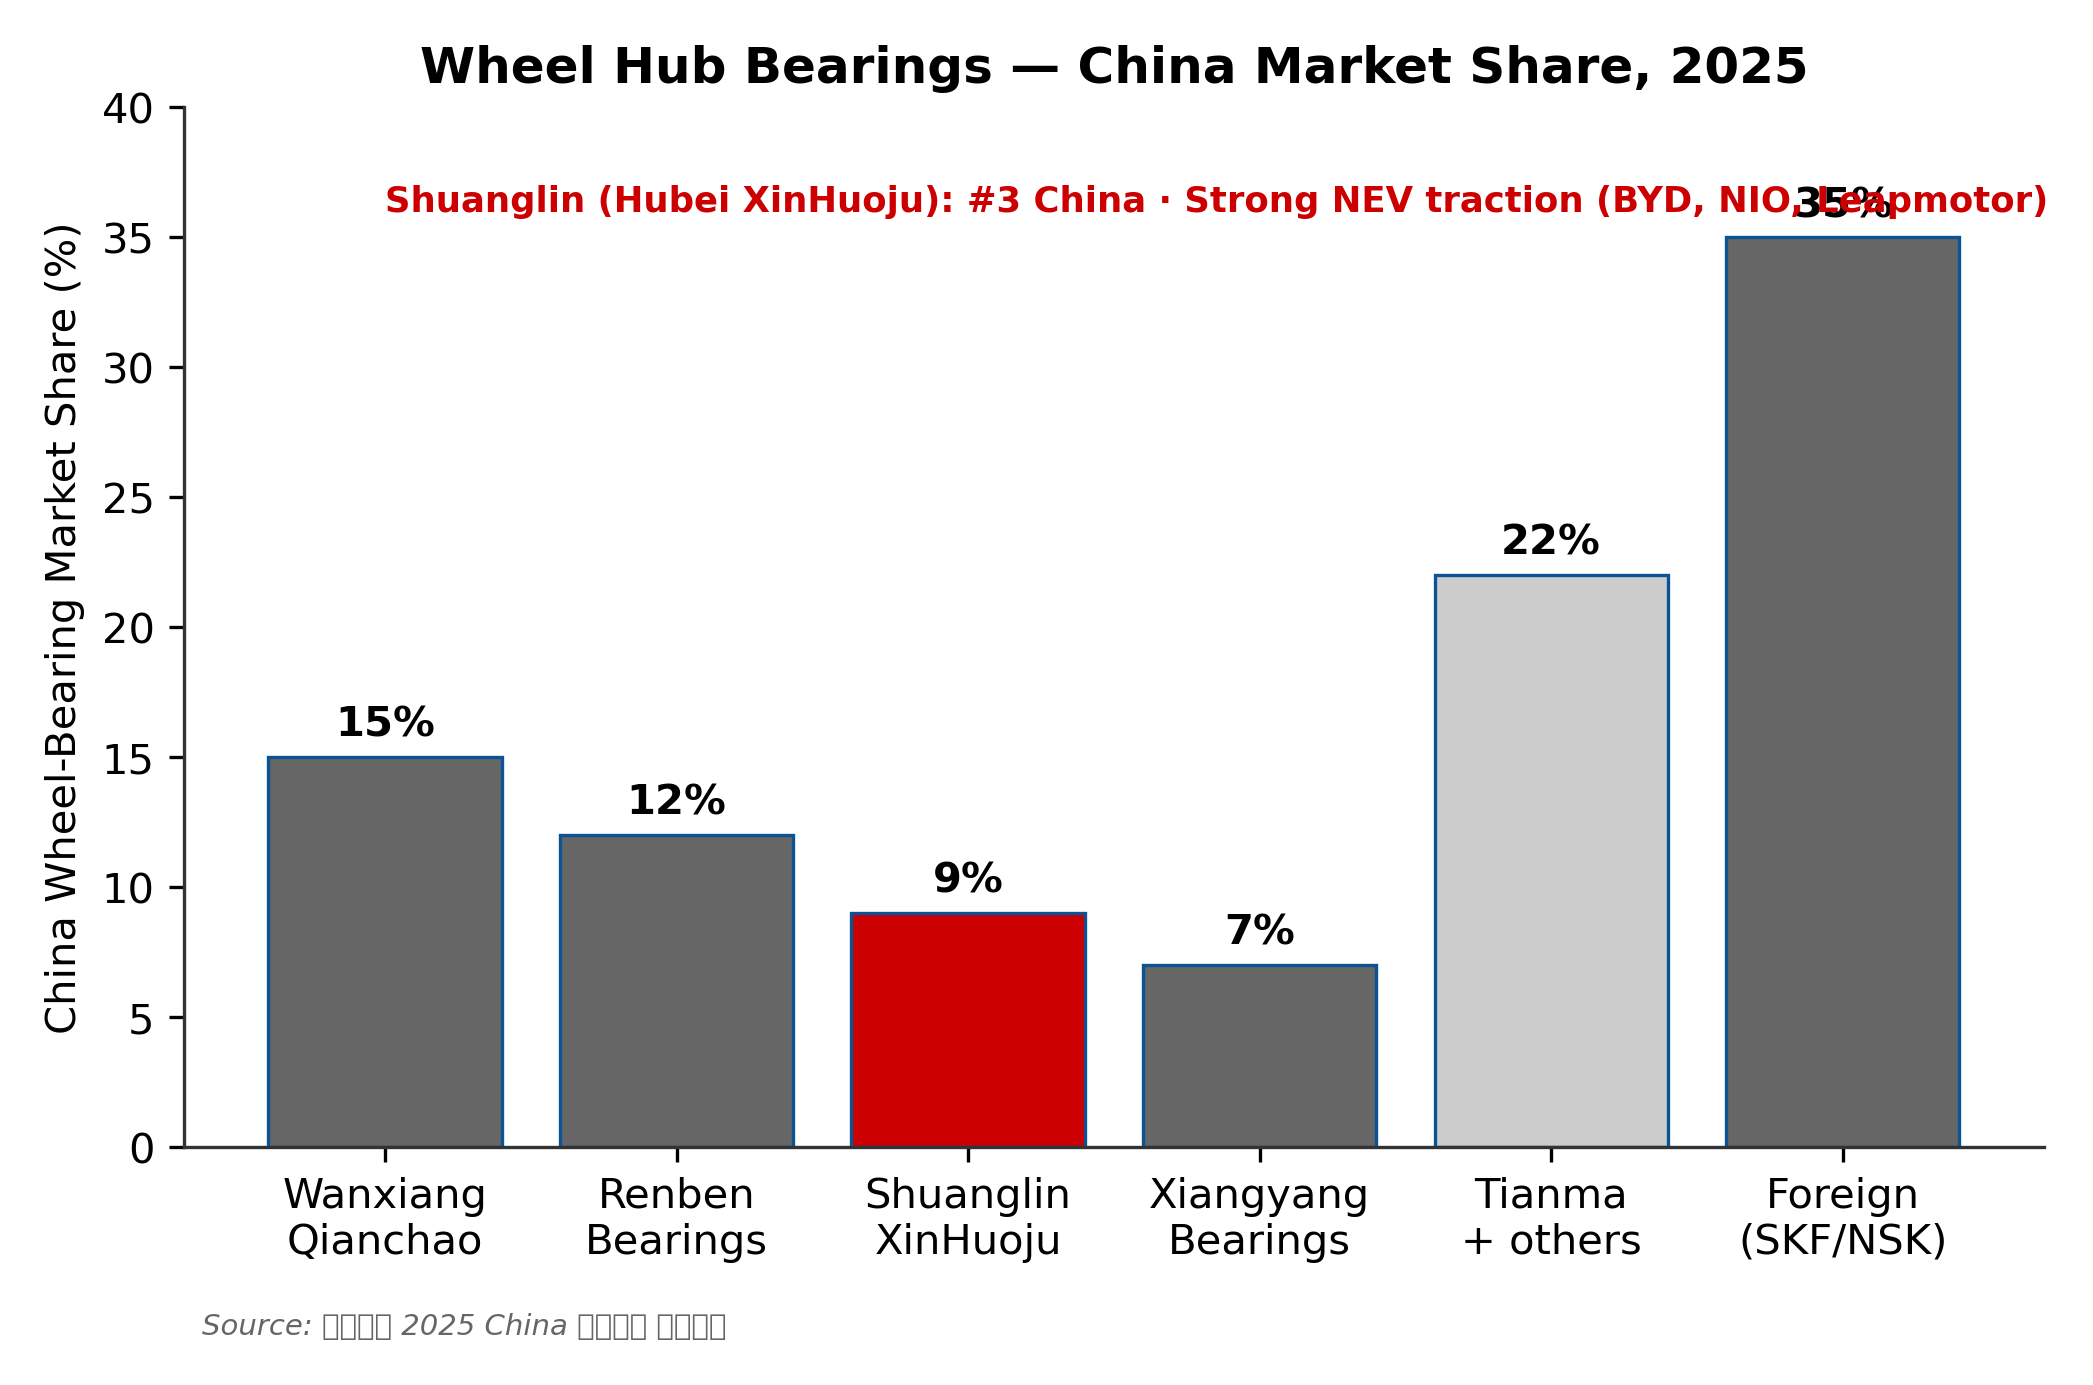 Wheel Hub Bearings — China Market Share, 2025
Shuanglin (Hubei XinHuoju): #3 China · Strong NEV traction (BYD, NIO, Leapmotor)
China Wheel-Bearing Market Share (%)
40
35
30
25
20
15
10
5
0
15%
12%
9%
7%
22%
35%
Wanxiang
Qianchao
Renben
Bearings
Shuanglin
XinHuoju
Xiangyang
Bearings
Tianma
+ others
Foreign
(SKF/NSK)
Source: 2025 China